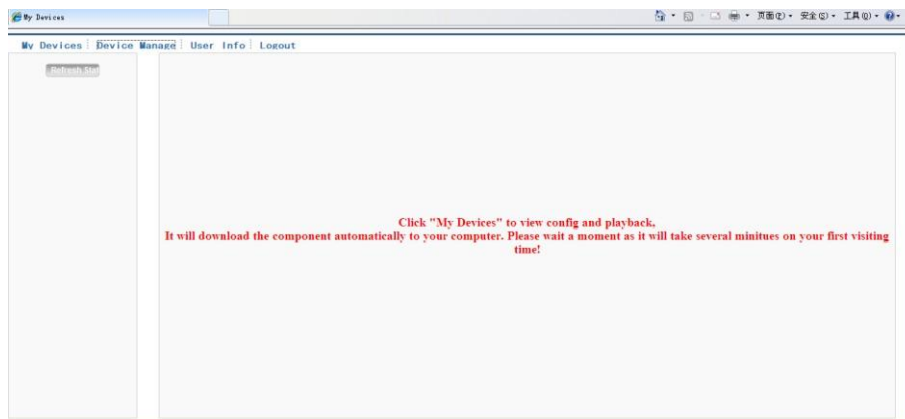 My Devices
页面(P) 安全(S) 工具(O)
My Devices Device Manage User Info Logout
Refresh Stat
Click "My Devices" to view config and playback,
It will download the component automatically to your computer. Please wait a moment as it will take several minitues on your first visiting
time!